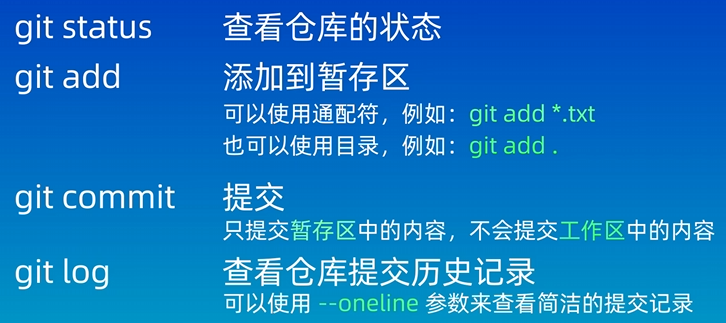 git status 查看仓库的状态
git add 添加到暂存区
可以使用通配符，例如：git add *.txt
也可以使用目录，例如：git add .
git commit 提交
只提交暂存区中的内容，不会提交工作区中的内容
git log 查看仓库提交历史记录
可以使用 --oneline 参数来查看简洁的提交记录